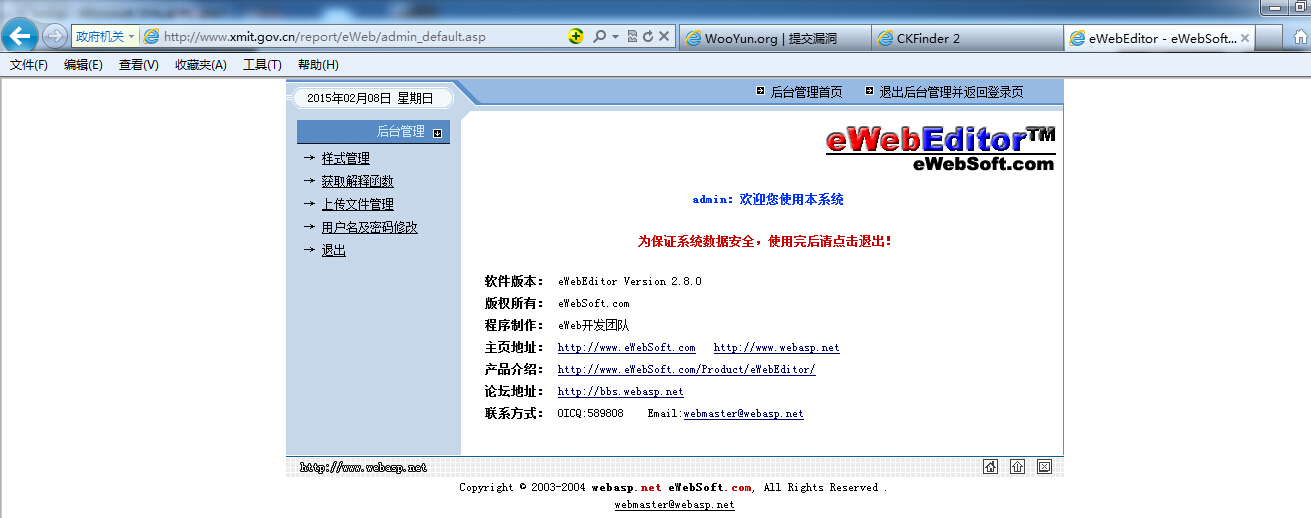 政府机关 http://www.xmit.gov.cn/report/eWeb/admin_default.asp WooYun.org | 提交漏洞 CKFinder 2 eWebEditor - eWebSoft...
文件(F) 编辑(E) 查看(V) 收藏夹(A) 工具(T) 帮助(H)
2015年02月08日 星期日 后台管理首页 退出后台管理并返回登录页
后台管理
样式管理
获取解释函数
上传文件管理
用户名及密码修改
退出
eWebEditor™
eWebSoft.com
admin：欢迎您使用本系统
为保证系统数据安全，使用完后请点击退出！
软件版本： eWebEditor Version 2.8.0
版权所有： eWebSoft.com
程序制作： eWeb开发团队
主页地址： http://www.eWebSoft.com http://www.webasp.net
产品介绍： http://www.eWebSoft.com/Product/eWebEditor/
论坛地址： http://bbs.webasp.net
联系方式： OICQ:589808 Email:webmaster@webasp.net
http://www.webasp.net
Copyright © 2003-2004 webasp.net eWebSoft.com, All Rights Reserved .
webmaster@webasp.net